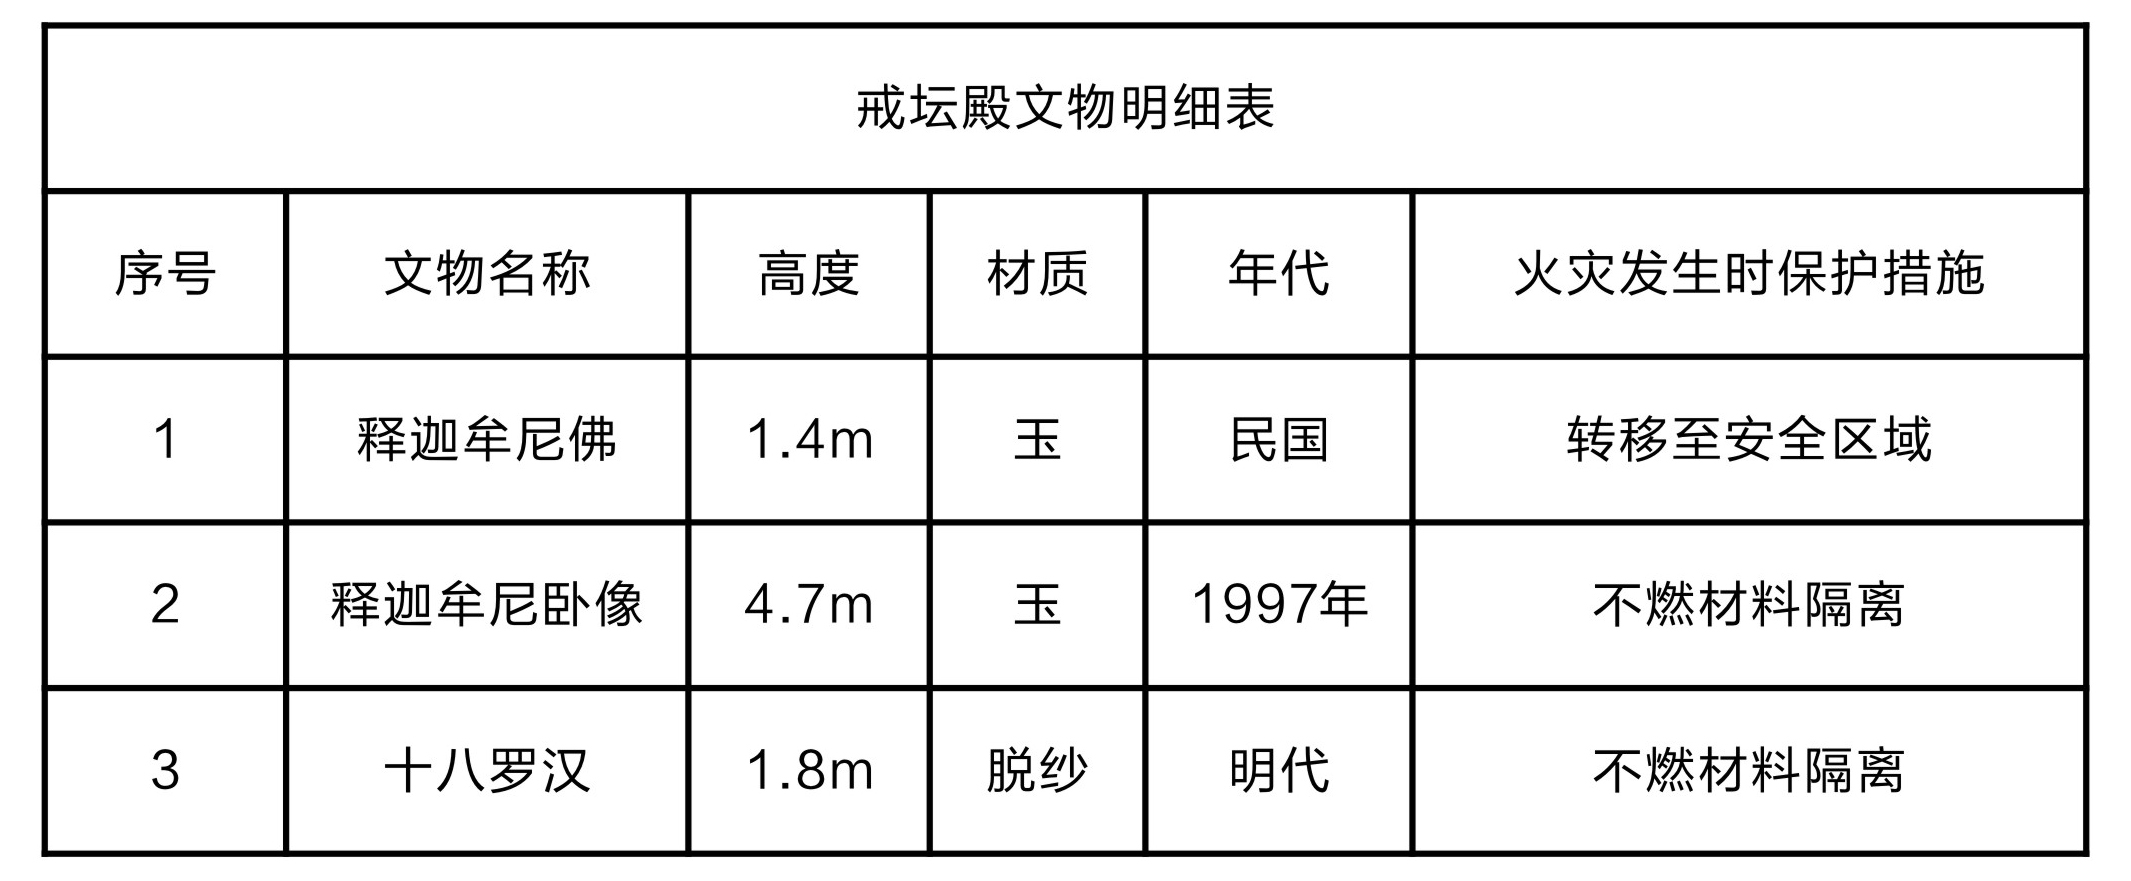 戒坛殿文物明细表
序号 文物名称 高度 材质 年代 火灾发生时保护措施
1 释迦牟尼佛 1.4m 玉 民国 转移至安全区域
2 释迦牟尼卧像 4.7m 玉 1997年 不燃材料隔离
3 十八罗汉 1.8m 脱纱 明代 不燃材料隔离